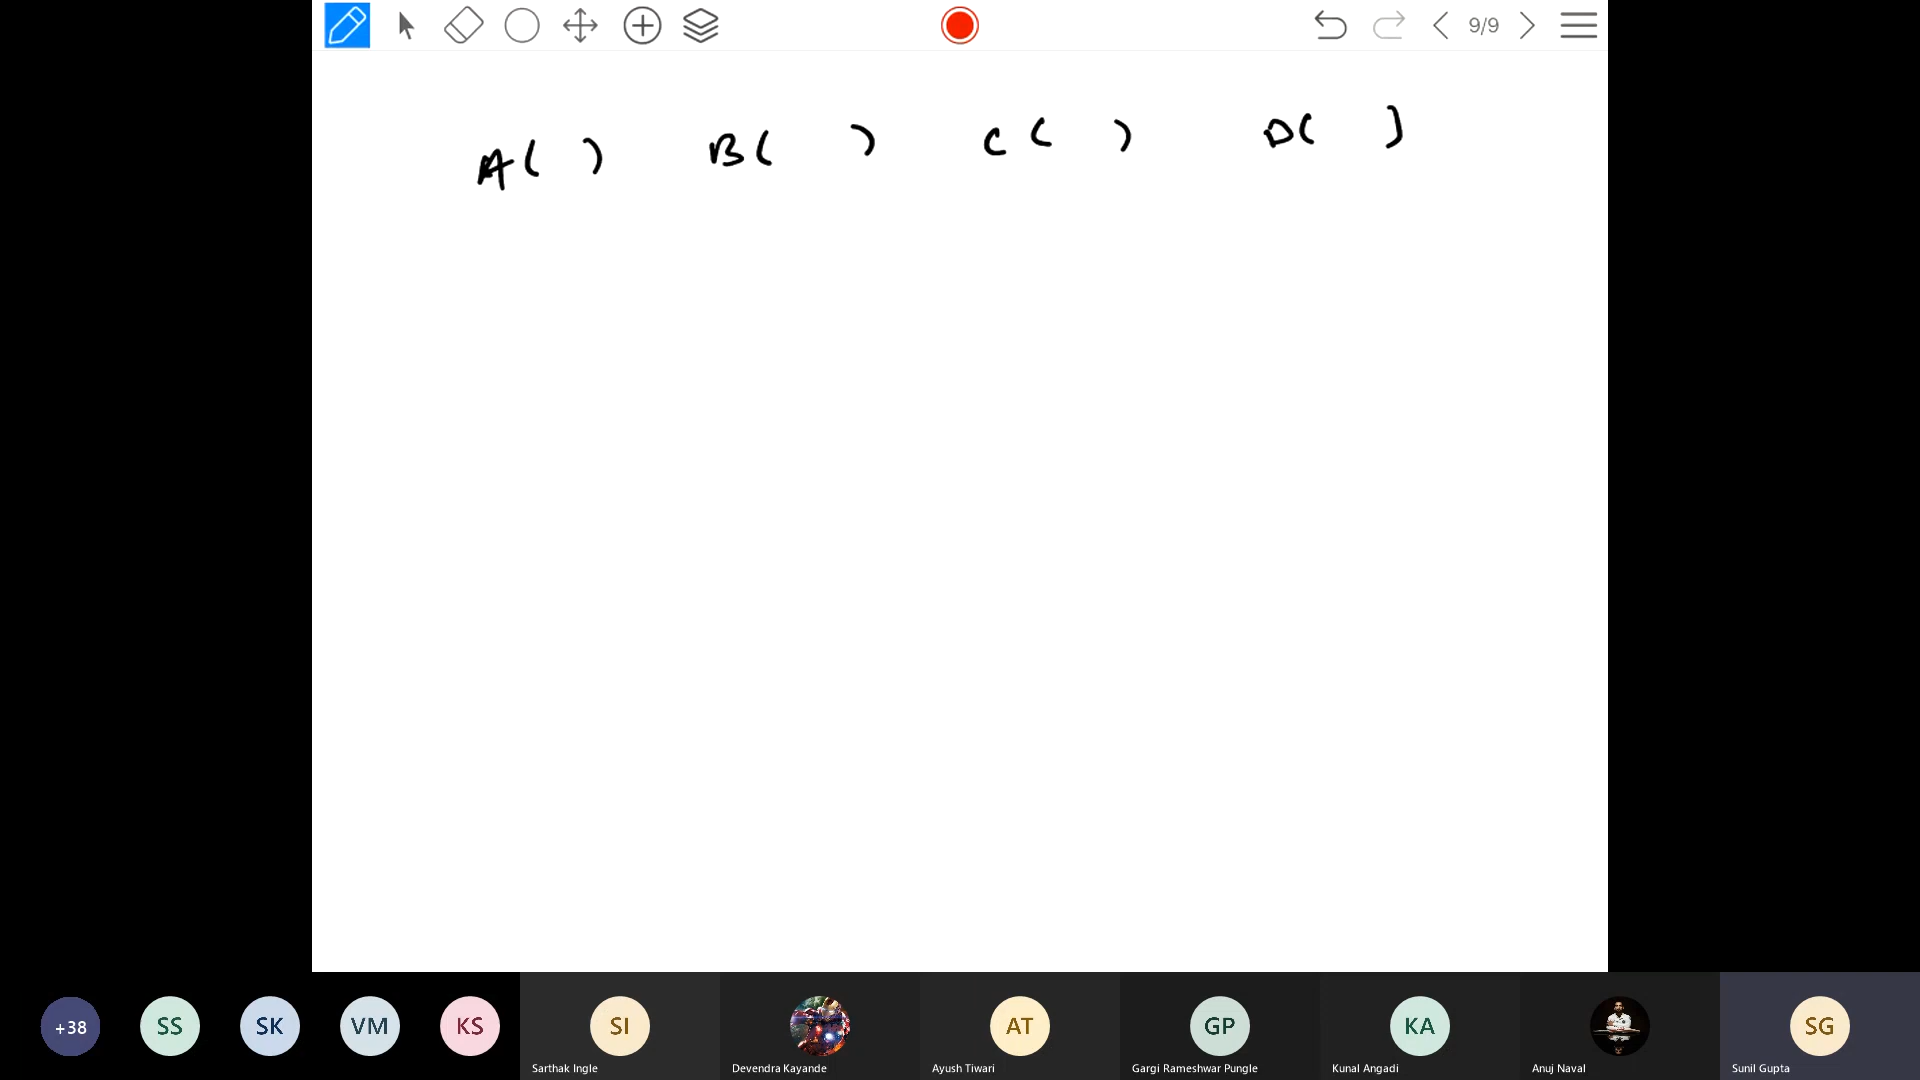 9/9
A( ) B( ) C( ) D( )
+38 SS SK VM KS SI AT GP KA SG
Sarthak Ingle Devendra Kayande Ayush Tiwari Gargi Rameshwar Pungle Kunal Angadi Anuj Naval Sunil Gupta